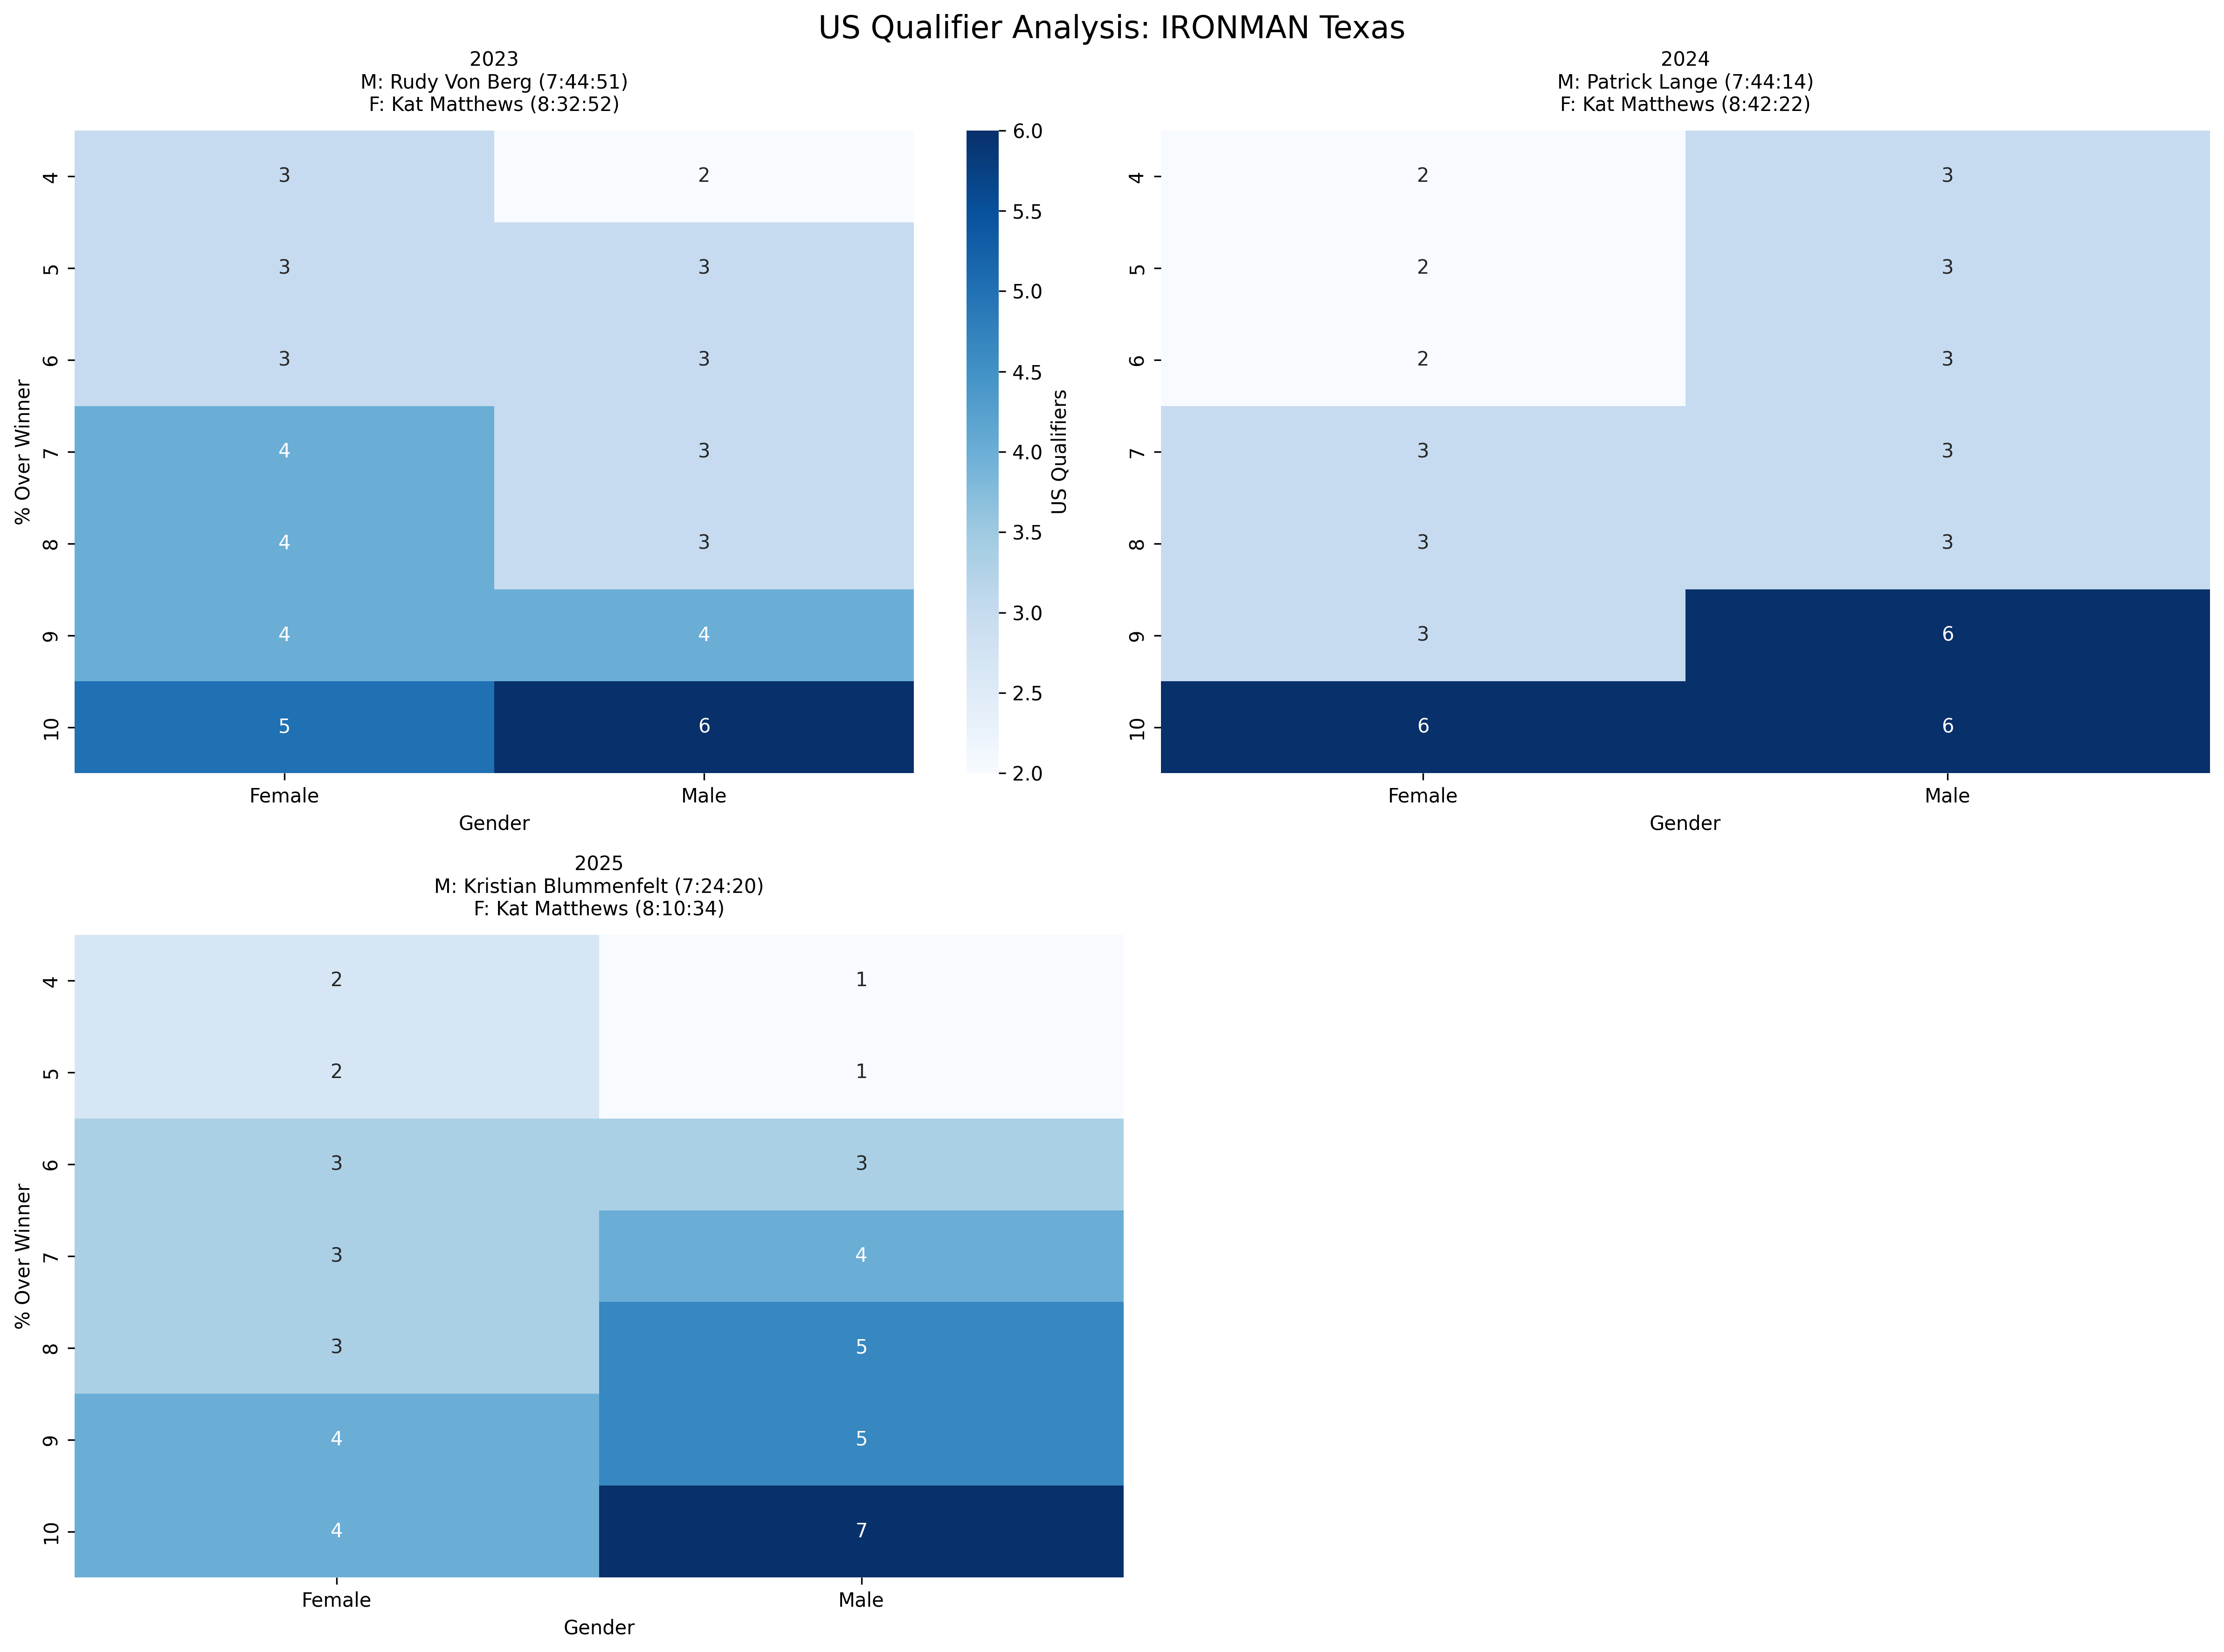 US Qualifier Analysis: IRONMAN Texas
2023
M: Rudy Von Berg (7:44:51)
F: Kat Matthews (8:32:52)
% Over Winner
4 3 2
5 3 3
6 3 3
7 4 3
8 4 3
9 4 4
10 5 6
Female Male
Gender
6.0
5.5
5.0
4.5
4.0
3.5
3.0
2.5
2.0
US Qualifiers
2024
M: Patrick Lange (7:44:14)
F: Kat Matthews (8:42:22)
4 2 3
5 2 3
6 2 3
7 3 3
8 3 3
9 3 6
10 6 6
Female Male
Gender
2025
M: Kristian Blummenfelt (7:24:20)
F: Kat Matthews (8:10:34)
% Over Winner
4 2 1
5 2 1
6 3 3
7 3 4
8 3 5
9 4 5
10 4 7
Female Male
Gender